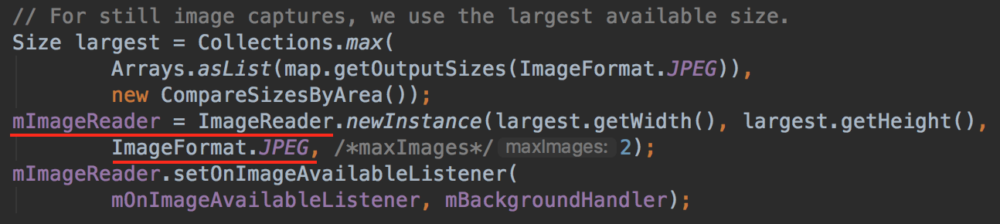 // For still image captures, we use the largest available size.
Size largest = Collections.max(
Arrays.asList(map.getOutputSizes(ImageFormat.JPEG)),
new CompareSizesByArea());
mImageReader = ImageReader.newInstance(largest.getWidth(), largest.getHeight(),
ImageFormat.JPEG, /*maxImages*/ maxImages: 2);
mImageReader.setOnImageAvailableListener(
mOnImageAvailableListener, mBackgroundHandler);